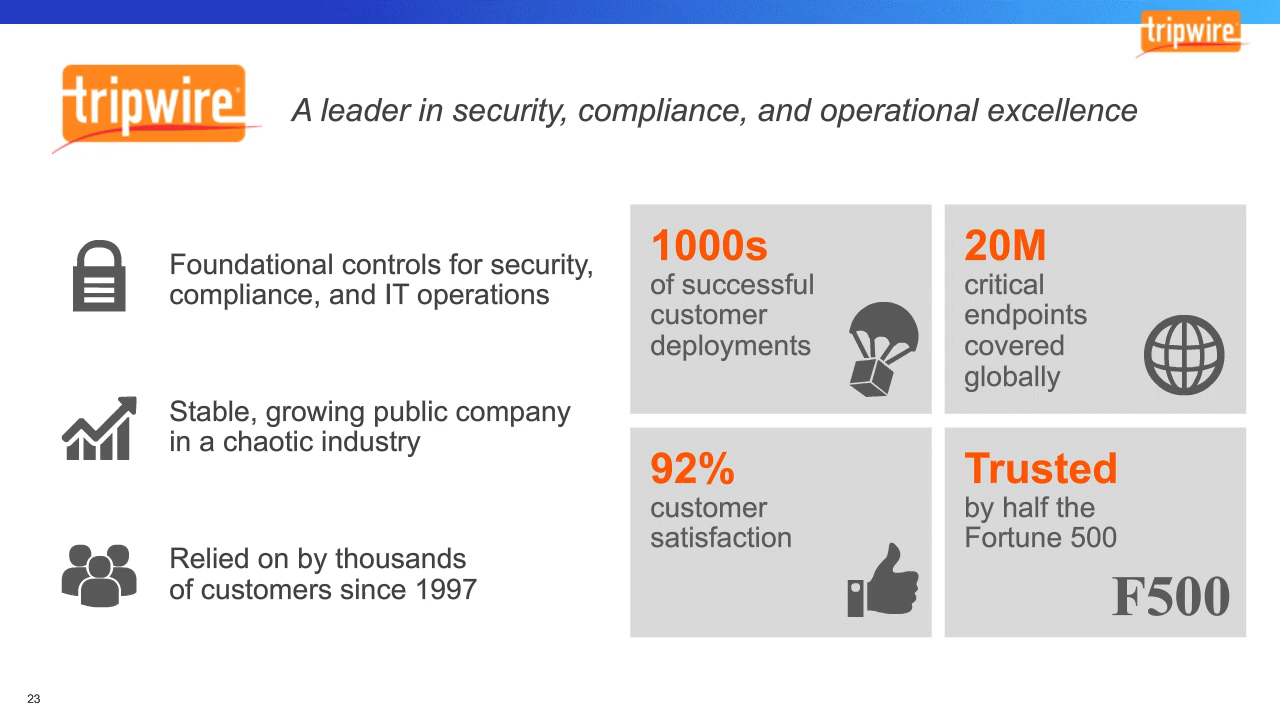 tripwire
tripwire
A leader in security, compliance, and operational excellence
Foundational controls for security,
compliance, and IT operations
Stable, growing public company
in a chaotic industry
Relied on by thousands
of customers since 1997
1000s
of successful
customer
deployments
20M
critical
endpoints
covered
globally
92%
customer
satisfaction
Trusted
by half the
Fortune 500
F500
23